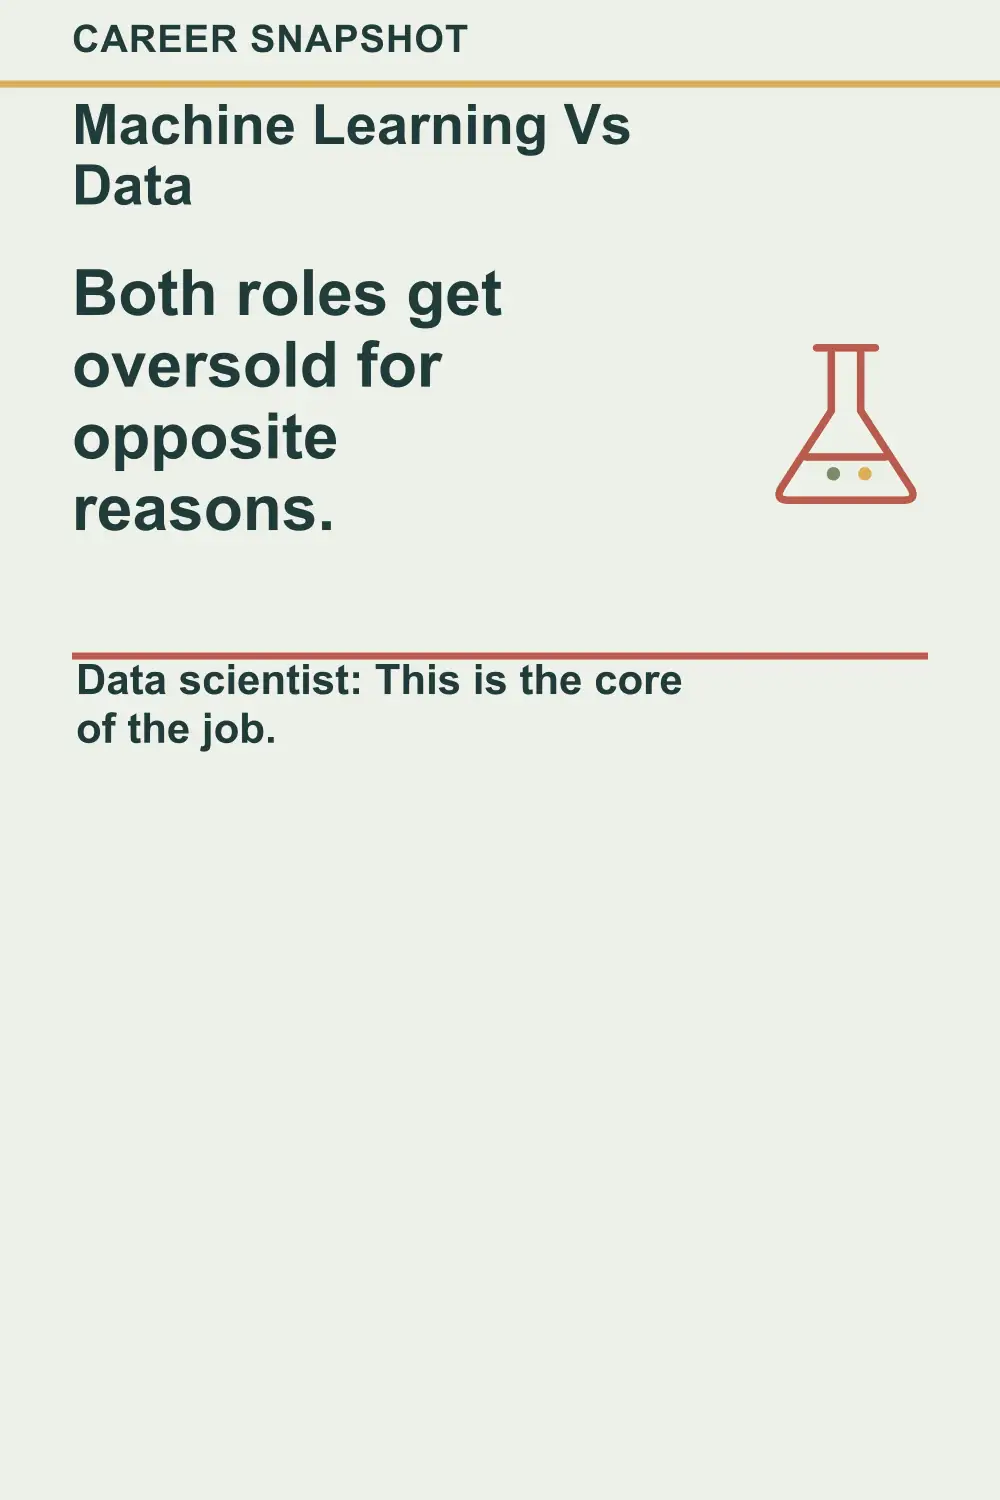 CAREER SNAPSHOT
Machine Learning Vs
Data
Both roles get
oversold for
opposite
reasons.
Data scientist: This is the core
of the job.